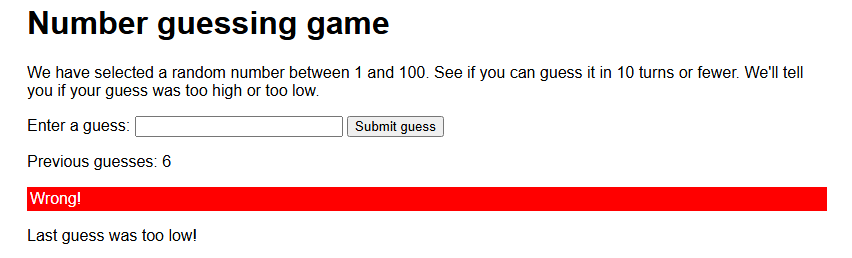 Number guessing game
We have selected a random number between 1 and 100. See if you can guess it in 10 turns or fewer. We'll tell
you if your guess was too high or too low.
Enter a guess: Submit guess
Previous guesses: 6
Wrong!
Last guess was too low!